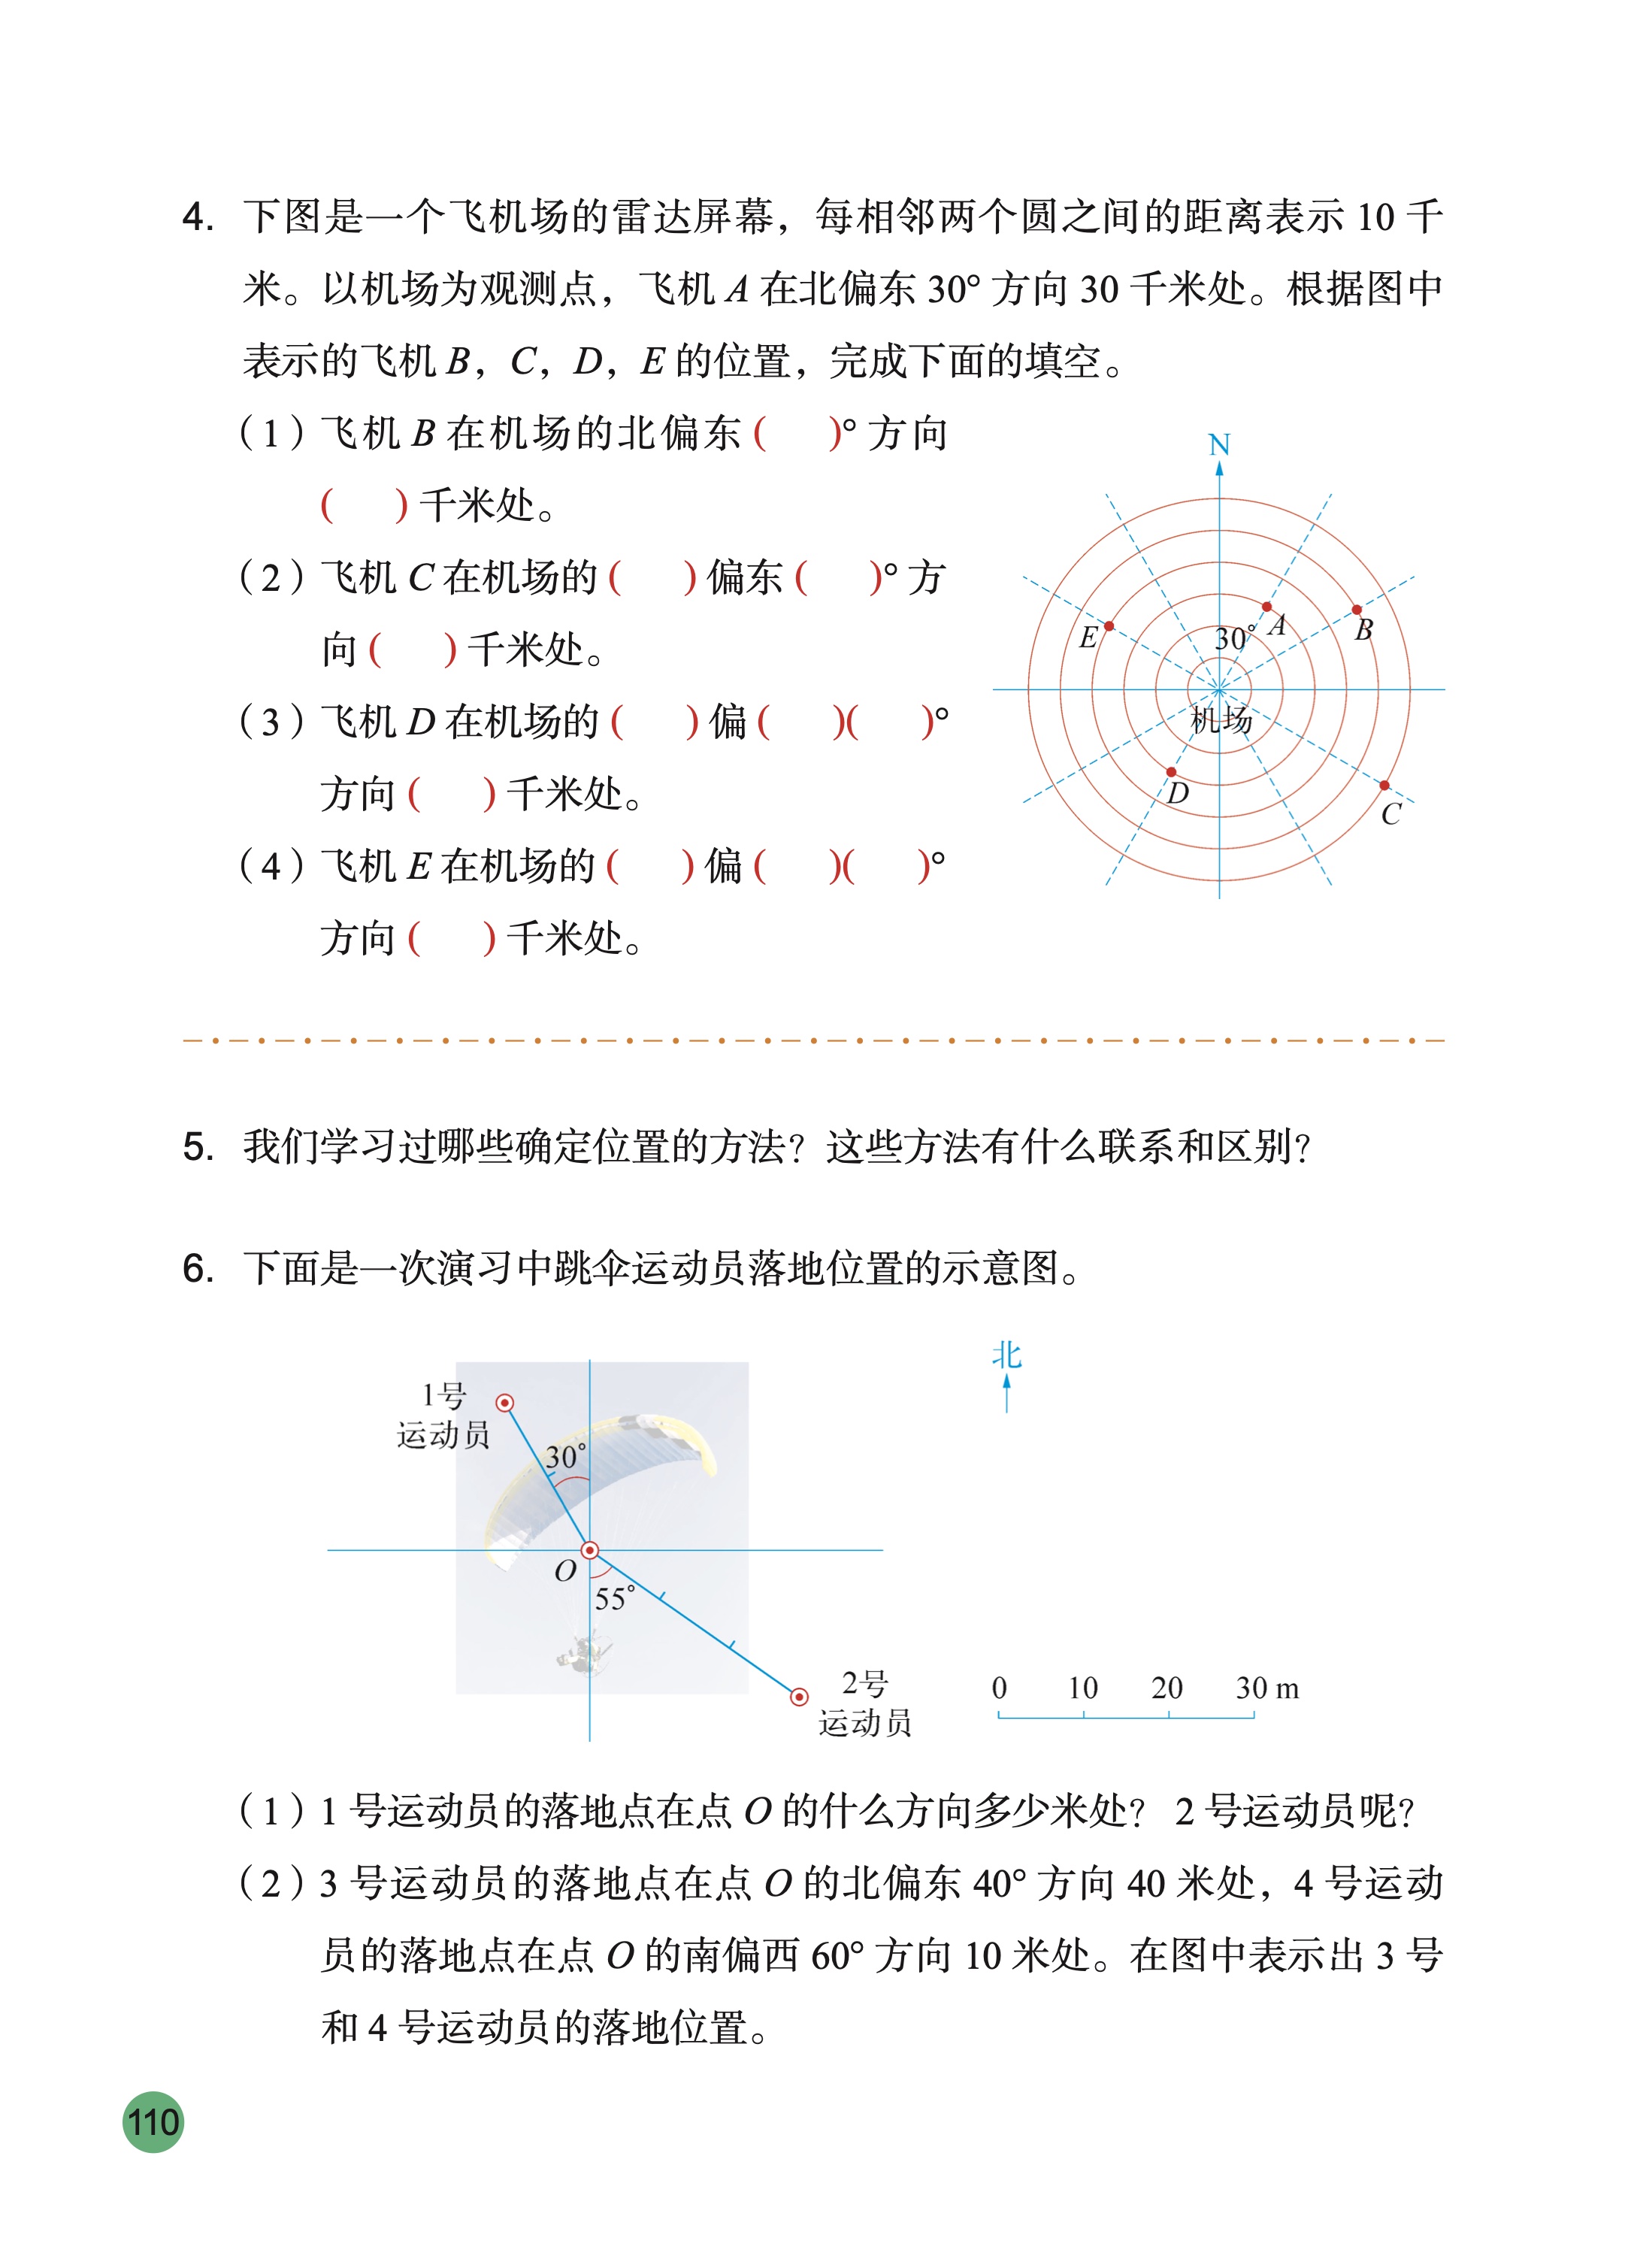 4. 下图是一个飞机场的雷达屏幕，每相邻两个圆之间的距离表示 10 千
米。以机场为观测点，飞机 A 在北偏东 30° 方向 30 千米处。根据图中
表示的飞机 B，C，D，E 的位置，完成下面的填空。
（1）飞机 B 在机场的北偏东 (  )° 方向
(  ) 千米处。
（2）飞机 C 在机场的 (  ) 偏东 (  )° 方
向 (  ) 千米处。
（3）飞机 D 在机场的 (  ) 偏 (  )(  )°
方向 (  ) 千米处。
（4）飞机 E 在机场的 (  ) 偏 (  )(  )°
方向 (  ) 千米处。
N
E
30°
A
B
机场
D
C
5. 我们学习过哪些确定位置的方法？这些方法有什么联系和区别？
6. 下面是一次演习中跳伞运动员落地位置的示意图。
北
1号
运动员
30°
O
55°
2号
运动员
0 10 20 30 m
（1）1 号运动员的落地点在点 O 的什么方向多少米处？ 2 号运动员呢？
（2）3 号运动员的落地点在点 O 的北偏东 40° 方向 40 米处，4 号运动
员的落地点在点 O 的南偏西 60° 方向 10 米处。在图中表示出 3 号
和 4 号运动员的落地位置。
110